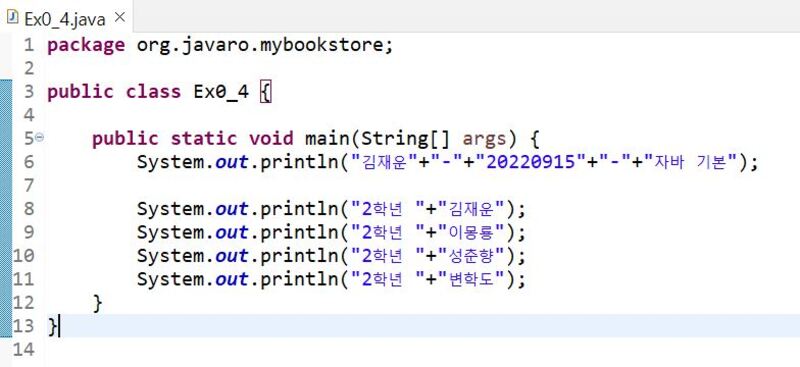 Ex0_4.java
1 package org.javaro.mybookstore;
2
3 public class Ex0_4 {
4
5 public static void main(String[] args) {
6 System.out.println("김재운"+"-"+"20220915"+"-"+"자바 기본");
7
8 System.out.println("2학년 "+"김재운");
9 System.out.println("2학년 "+"이몽룡");
10 System.out.println("2학년 "+"성춘향");
11 System.out.println("2학년 "+"변학도");
12 }
13 }
14